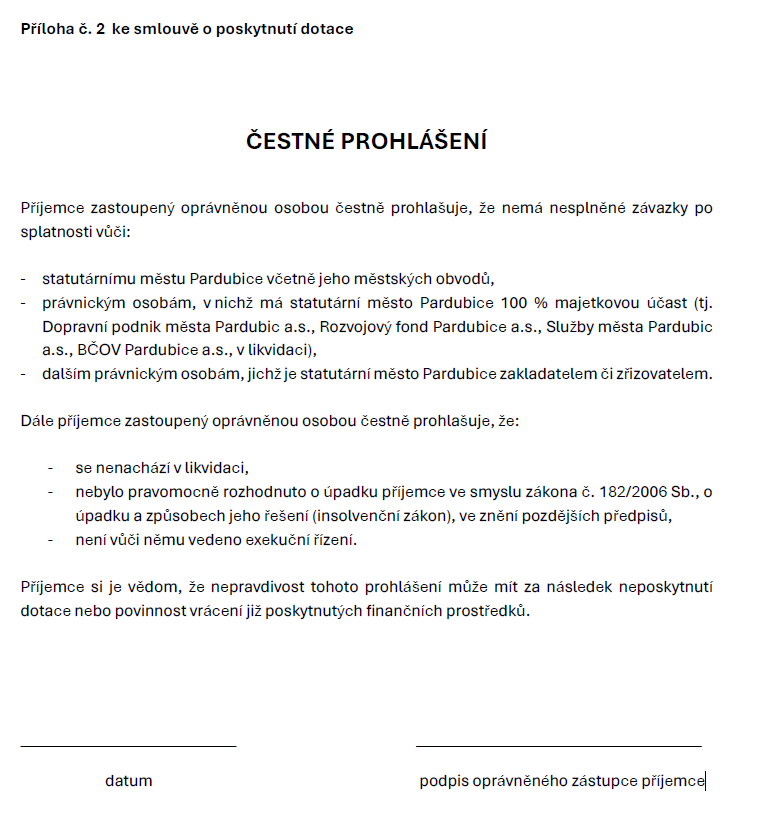 Příloha č. 2 ke smlouvě o poskytnutí dotace
ČESTNÉ PROHLÁŠENÍ
Příjemce zastoupený oprávněnou osobou čestně prohlašuje, že nemá nesplněné závazky po
splatnosti vůči:
- statutárnímu městu Pardubice včetně jeho městských obvodů,
- právnickým osobám, v nichž má statutární město Pardubice 100 % majetkovou účast (tj.
Dopravní podnik města Pardubic a.s., Rozvojový fond Pardubice a.s., Služby města Pardubic
a.s., BČOV Pardubice a.s., v likvidaci),
- dalším právnickým osobám, jichž je statutární město Pardubice zakladatelem či zřizovatelem.
Dále příjemce zastoupený oprávněnou osobou čestně prohlašuje, že:
- se nenachází v likvidaci,
- nebylo pravomocně rozhodnuto o úpadku příjemce ve smyslu zákona č. 182/2006 Sb., o
úpadku a způsobech jeho řešení (insolvenční zákon), ve znění pozdějších předpisů,
- není vůči němu vedeno exekuční řízení.
Příjemce si je vědom, že nepravdivost tohoto prohlášení může mít za následek neposkytnutí
dotace nebo povinnost vrácení již poskytnutých finančních prostředků.
datum podpis oprávněného zástupce příjemce